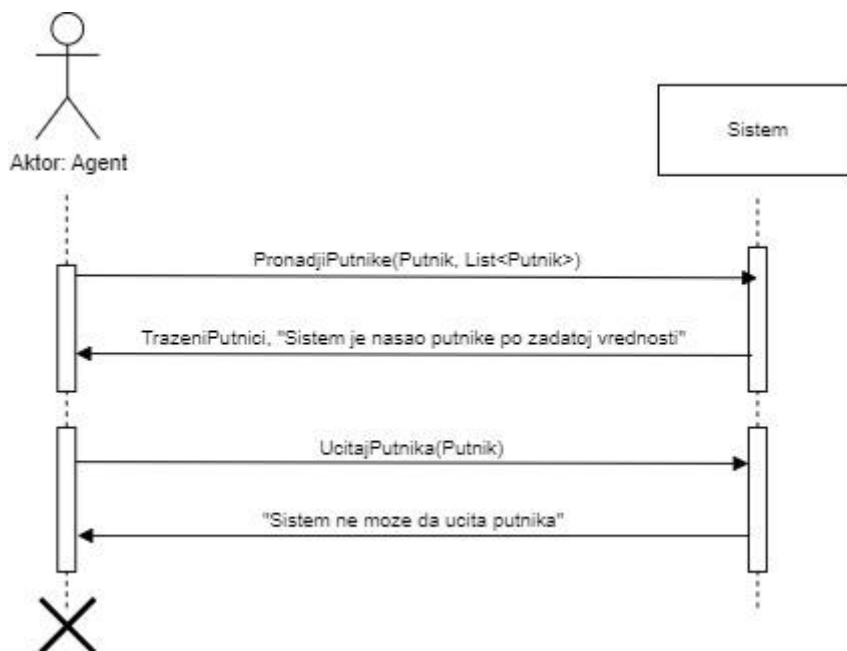 Aktor: Agent
Sistem
PronadjiPutnike(Putnik, List<Putnik>)
TrazeniPutnici, "Sistem je nasao putnike po zadatoj vrednosti"
UcitajPutnika(Putnik)
"Sistem ne moze da ucita putnika"